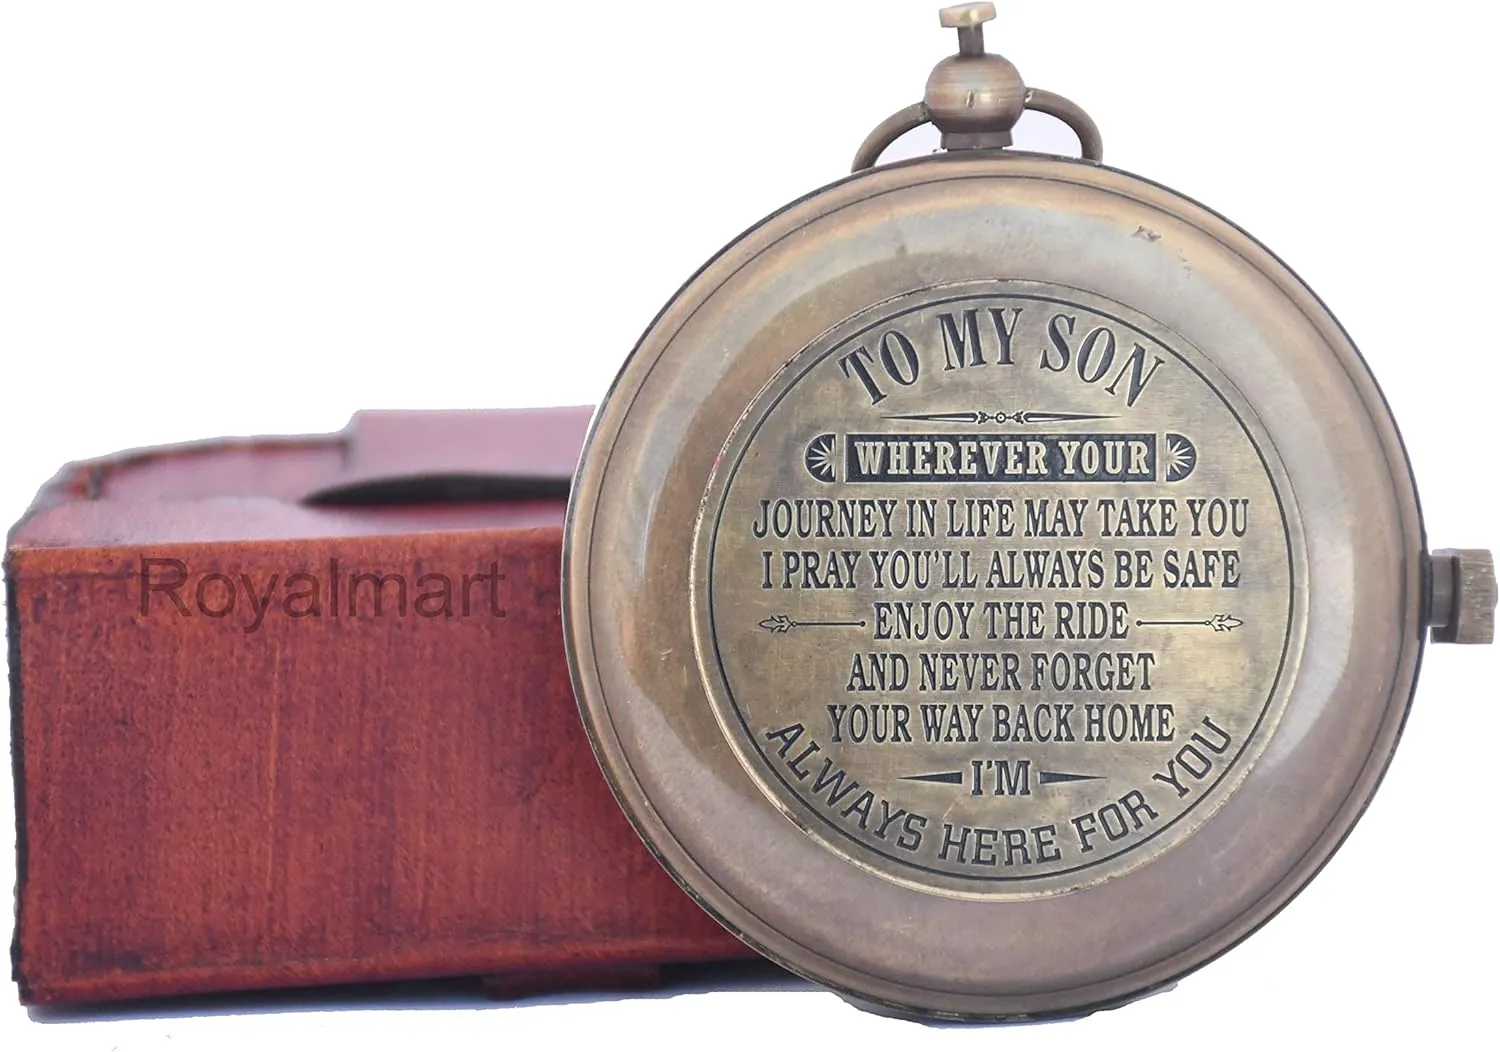 TO MY SON
WHEREVER YOUR
JOURNEY IN LIFE MAY TAKE YOU
I PRAY YOU'LL ALWAYS BE SAFE
ENJOY THE RIDE
AND NEVER FORGET
YOUR WAY BACK HOME
I'M
ALWAYS HERE FOR YOU
Royalmart